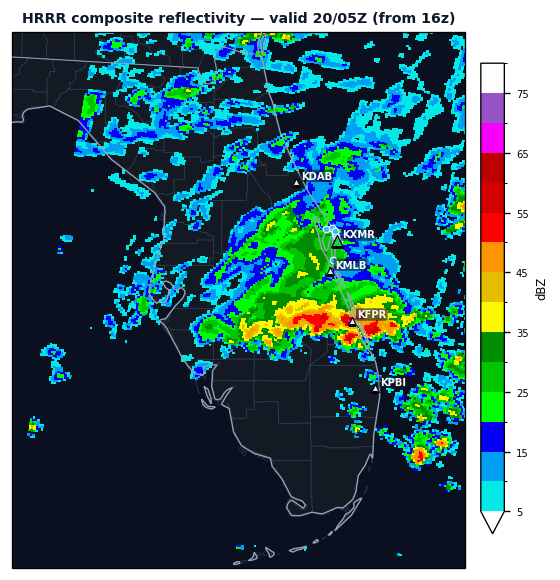 HRRR composite reflectivity — valid 20/05Z (from 16z)
KDAB
KXMR
KMLB
KFPR
KPBI
75
65
55
45
35
25
15
5
dBZ